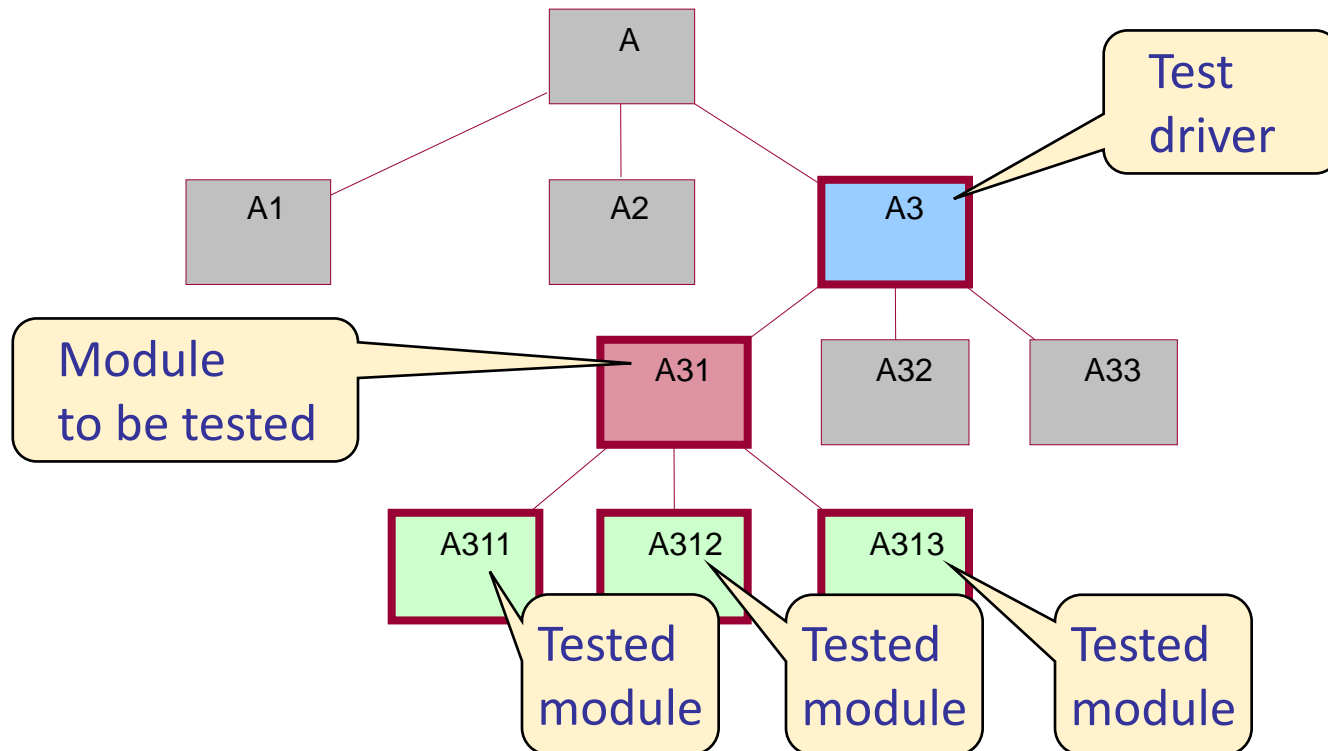 A
Test
driver
A1
A2
A3
Module
to be tested
A31
A32
A33
A311
A312
A313
Tested
module
Tested
module
Tested
module